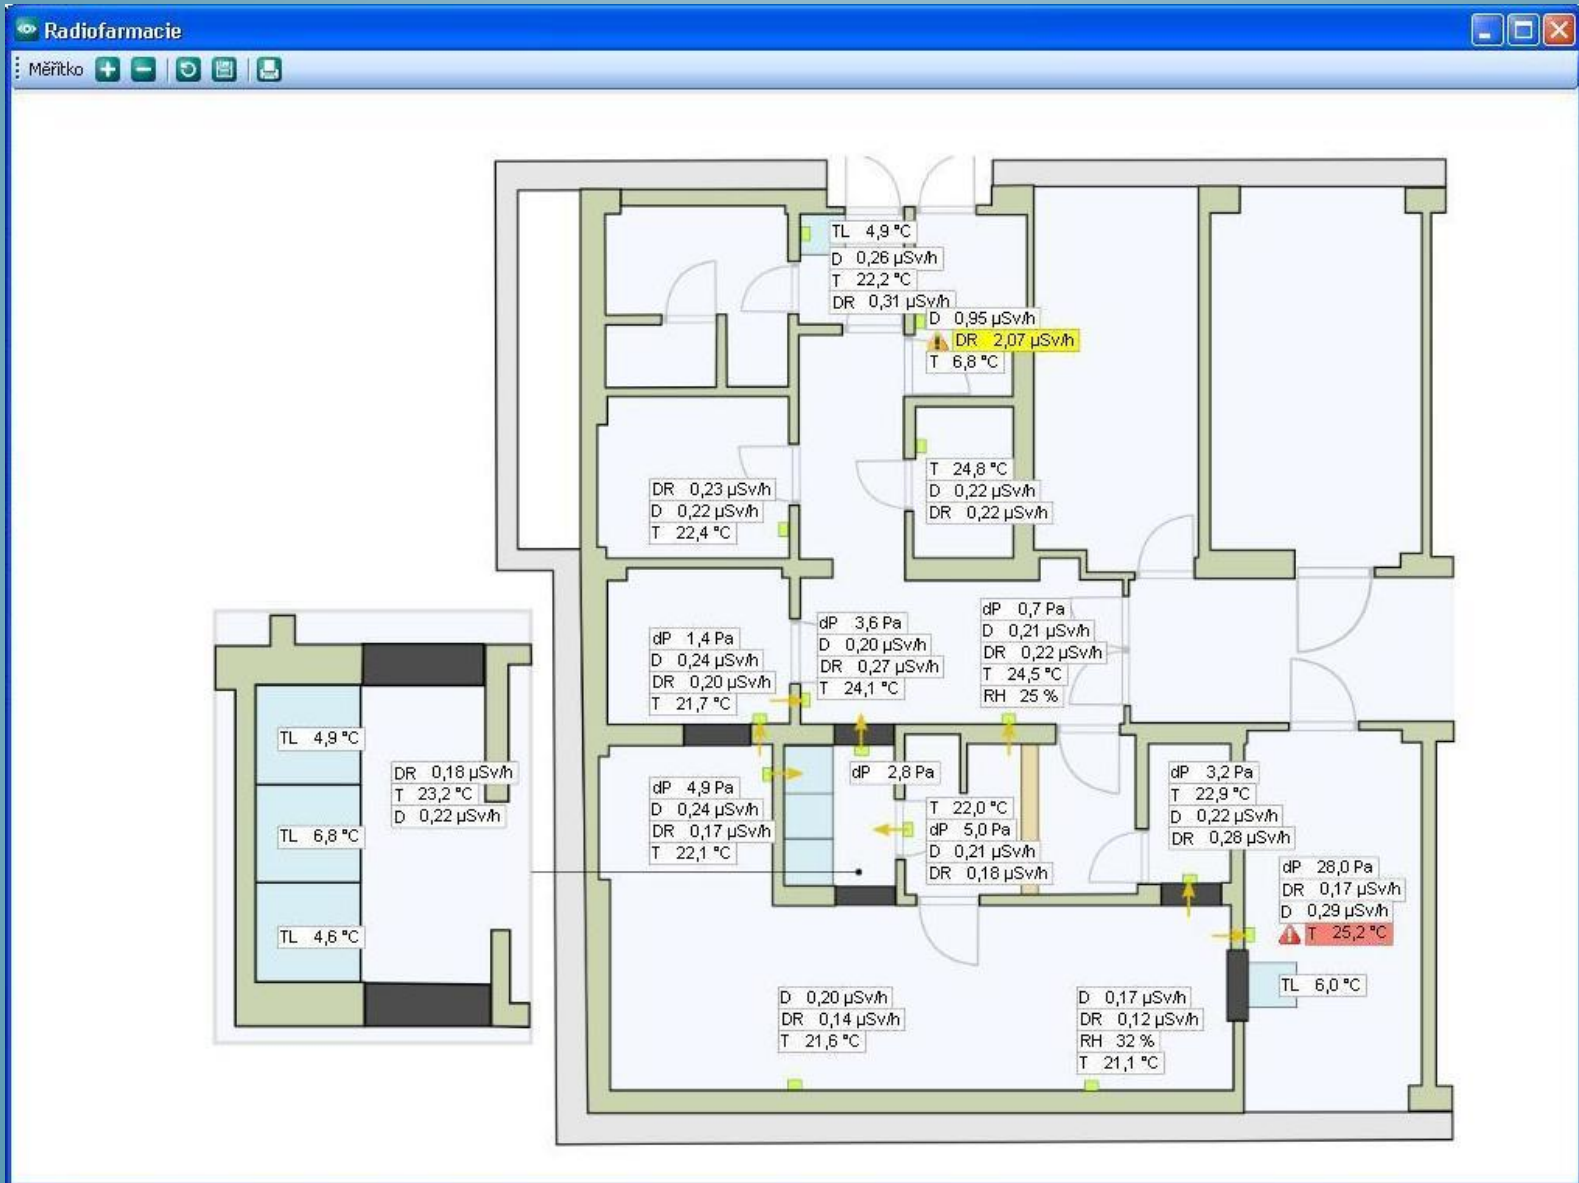 Radiofarmacie
Měřítko
TL 4,9 °C
D 0,26 µSv/h
T 22,2 °C
DR 0,31 µSv/h
D 0,95 µSv/h
DR 2,07 µSv/h
T 6,8 °C
DR 0,23 µSv/h
D 0,22 µSv/h
T 22,4 °C
T 24,8 °C
D 0,22 µSv/h
DR 0,22 µSv/h
dP 1,4 Pa
D 0,24 µSv/h
DR 0,20 µSv/h
T 21,7 °C
dP 3,6 Pa
D 0,20 µSv/h
DR 0,27 µSv/h
T 24,1 °C
dP 0,7 Pa
D 0,21 µSv/h
DR 0,22 µSv/h
T 24,5 °C
RH 25 %
TL 4,9 °C
TL 6,8 °C
TL 4,6 °C
DR 0,18 µSv/h
T 23,2 °C
D 0,22 µSv/h
dP 4,9 Pa
D 0,24 µSv/h
DR 0,17 µSv/h
T 22,1 °C
dP 2,8 Pa
T 22,0 °C
dP 5,0 Pa
D 0,21 µSv/h
DR 0,18 µSv/h
dP 3,2 Pa
T 22,9 °C
D 0,22 µSv/h
DR 0,28 µSv/h
dP 28,0 Pa
DR 0,17 µSv/h
D 0,29 µSv/h
T 25,2 °C
TL 6,0 °C
D 0,20 µSv/h
DR 0,14 µSv/h
T 21,6 °C
D 0,17 µSv/h
DR 0,12 µSv/h
RH 32 %
T 21,1 °C